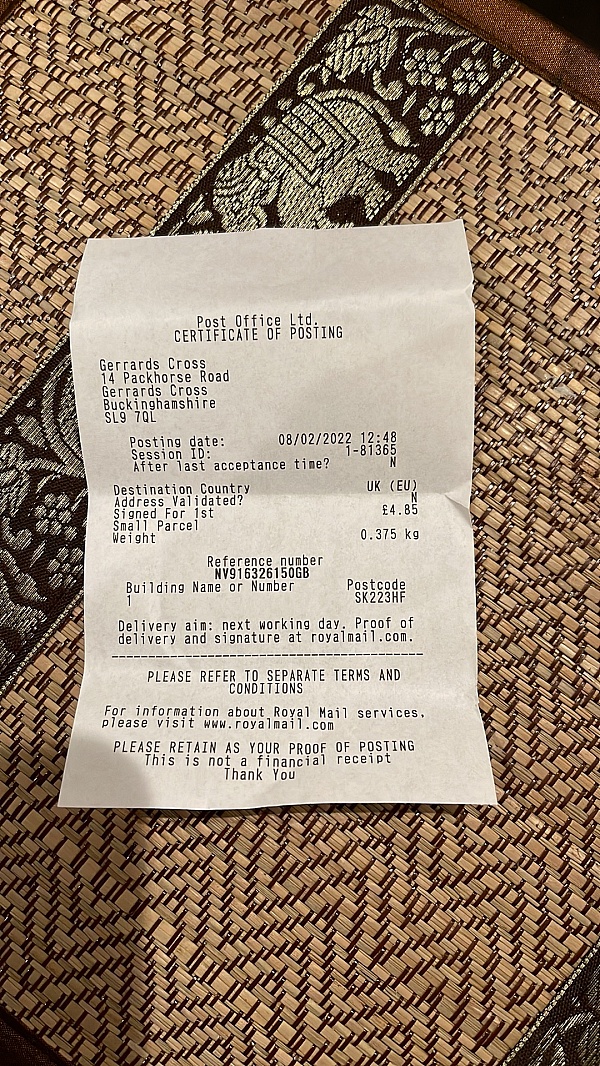 Post Office Ltd.
CERTIFICATE OF POSTING
Gerrards Cross
14 Packhorse Road
Gerrards Cross
Buckinghamshire
SL9 7QL
Posting date: 08/02/2022 12:48
Session ID: 1-81365
After last acceptance time? N
Destination Country UK (EU)
Address Validated? N
Signed For 1st £4.85
Small Parcel
Weight 0.375 kg
Reference number
NV916326150GB
Building Name or Number Postcode
1 SK223HF
Delivery aim: next working day. Proof of
delivery and signature at royalmail.com.
PLEASE REFER TO SEPARATE TERMS AND
CONDITIONS
For information about Royal Mail services,
please visit www.royalmail.com
PLEASE RETAIN AS YOUR PROOF OF POSTING
This is not a financial receipt
Thank You